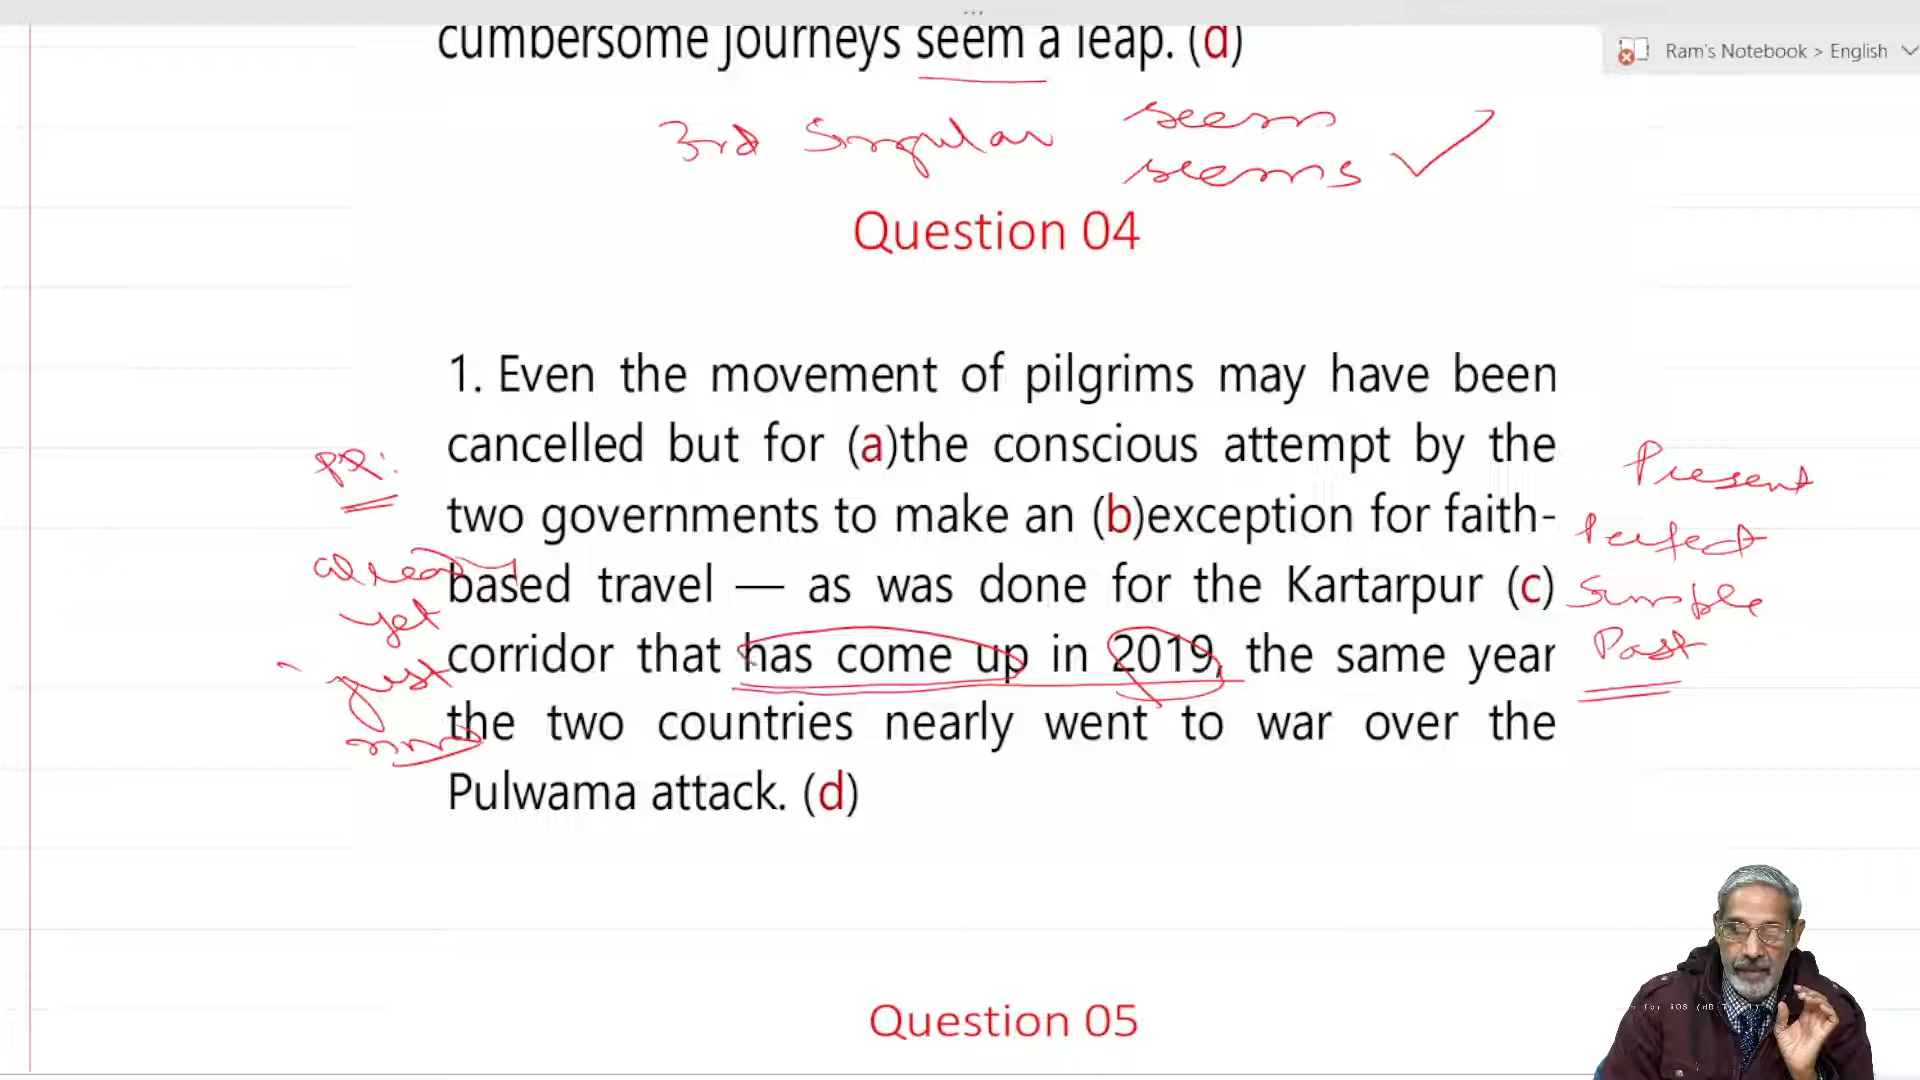 cumbersome journeys seem a leap. (d)
Ram's Notebook > English
3rd Singular
seem
seems
Question 04
1. Even the movement of pilgrims may have been
cancelled but for (a)the conscious attempt by the
two governments to make an (b)exception for faith-
based travel — as was done for the Kartarpur (c)
corridor that has come up in 2019, the same year
the two countries nearly went to war over the
Pulwama attack. (d)
already
yet
just
Present
Perfect
Simple
Past
Question 05